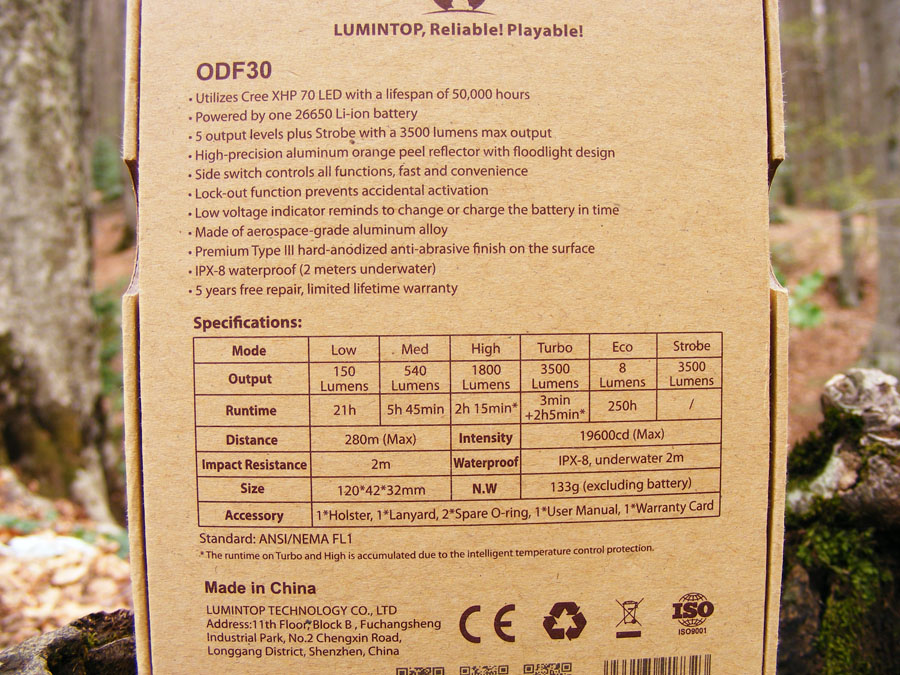 LUMINTOP, Reliable! Playable!
ODF30
• Utilizes Cree XHP 70 LED with a lifespan of 50,000 hours
• Powered by one 26650 Li-ion battery
• 5 output levels plus Strobe with a 3500 lumens max output
• High-precision aluminum orange peel reflector with floodlight design
• Side switch controls all functions, fast and convenience
• Lock-out function prevents accidental activation
• Low voltage indicator reminds to change or charge the battery in time
• Made of aerospace-grade aluminum alloy
• Premium Type III hard-anodized anti-abrasive finish on the surface
• IPX-8 waterproof (2 meters underwater)
• 5 years free repair, limited lifetime warranty
Specifications:
Mode Low Med High Turbo Eco Strobe
Output 150 Lumens 540 Lumens 1800 Lumens 3500 Lumens 8 Lumens 3500 Lumens
Runtime 21h 5h 45min 2h 15min* 3min +2h5min* 250h /
Distance 280m (Max) Intensity 19600cd (Max)
Impact Resistance 2m Waterproof IPX-8, underwater 2m
Size 120*42*32mm N.W 133g (excluding battery)
Accessory 1*Holster, 1*Lanyard, 2*Spare O-ring, 1*User Manual, 1*Warranty Card
Standard: ANSI/NEMA FL1
* The runtime on Turbo and High is accumulated due to the intelligent temperature control protection.
Made in China
LUMINTOP TECHNOLOGY CO., LTD
Address:11th Floor, Block B , Fuchangsheng
Industrial Park, No.2 Chengxin Road,
Longgang District, Shenzhen, China
CE
ISO
ISO9001